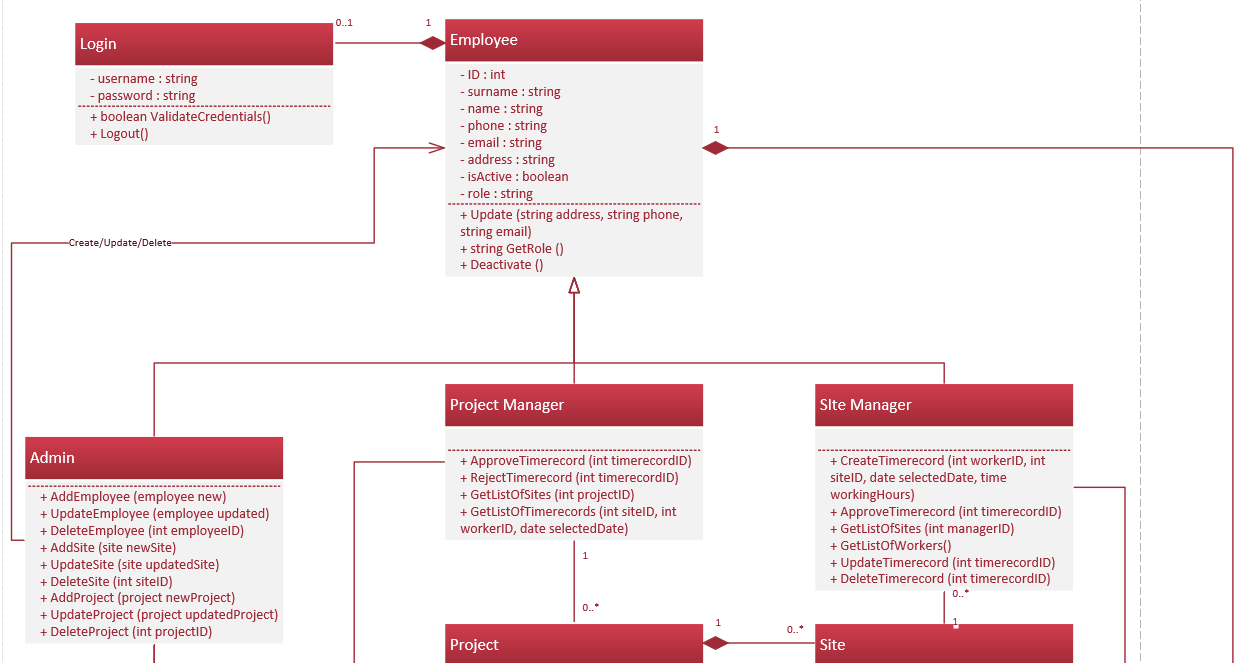 0..1
1
Login
Employee
- username : string
- password : string
+ boolean ValidateCredentials()
+ Logout()
- ID : int
- surname : string
- name : string
- phone : string
- email : string
- address : string
- isActive : boolean
- role : string
+ Update (string address, string phone,
string email)
+ string GetRole ()
+ Deactivate ()
1
Create/Update/Delete
Admin
+ AddEmployee (employee new)
+ UpdateEmployee (employee updated)
+ DeleteEmployee (int employeeID)
+ AddSite (site newSite)
+ UpdateSite (site updatedSite)
+ DeleteSite (int siteID)
+ AddProject (project newProject)
+ UpdateProject (project updatedProject)
+ DeleteProject (int projectID)
Project Manager
+ ApproveTimerecord (int timerecordID)
+ RejectTimerecord (int timerecordID)
+ GetListOfSites (int projectID)
+ GetListOfTimerecords (int siteID, int
workerID, date selectedDate)
SIte Manager
+ CreateTimerecord (int workerID, int
siteID, date selectedDate, time
workingHours)
+ ApproveTimerecord (int timerecordID)
+ GetListOfSites (int managerID)
+ GetListOfWorkers()
+ UpdateTimerecord (int timerecordID)
+ DeleteTimerecord (int timerecordID)
1
0..*
0..*
1
Project
1
0..*
Site